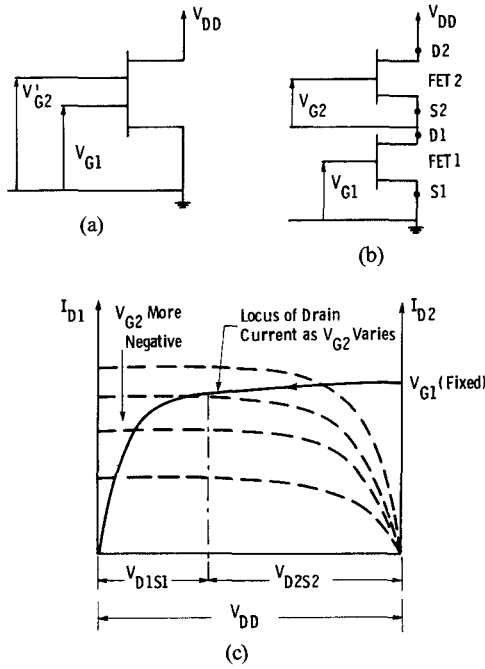 V_DD
V'_G2
V_G1
(a)
V_DD
D2
FET 2
V_G2
S2
D1
FET 1
V_G1
S1
(b)
I_D1
V_G2 More
Negative
Locus of Drain
Current as V_G2 Varies
I_D2
V_G1 (Fixed)
V_D1S1
V_D2S2
V_DD
(c)